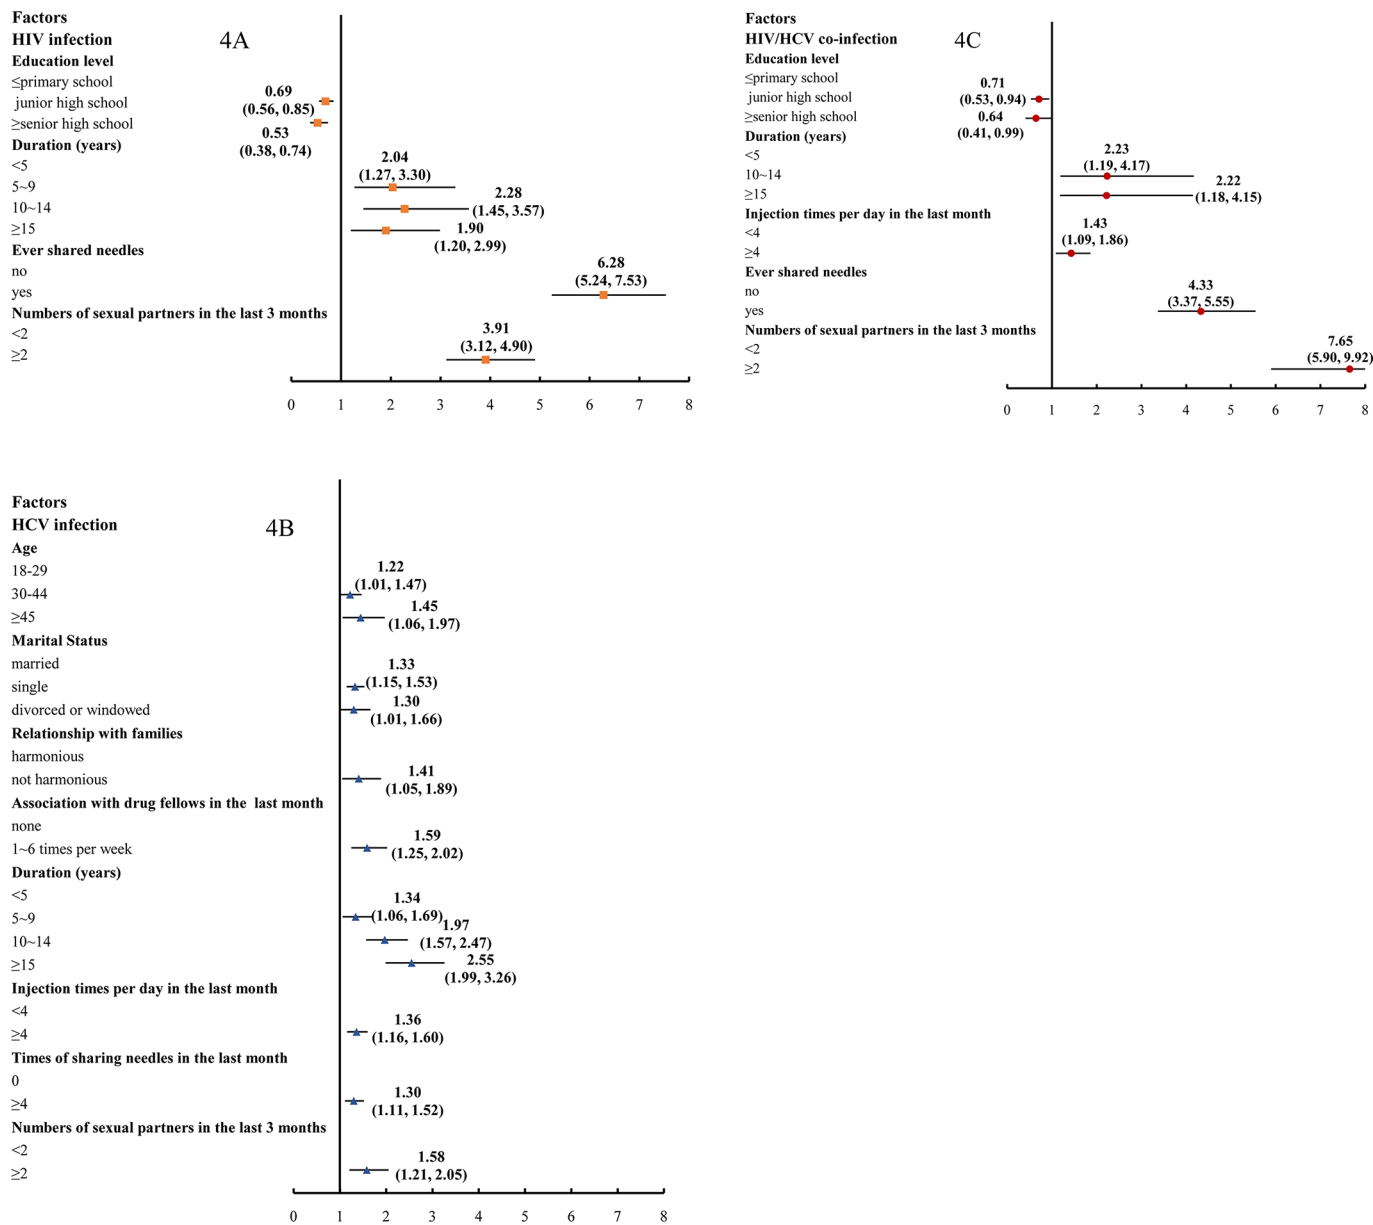 Factors
HIV infection
4A
Education level
≤primary school
junior high school
0.69
(0.56, 0.85)
≥senior high school
0.53
(0.38, 0.74)
Duration (years)
<5
5~9
2.04
(1.27, 3.30)
10~14
2.28
(1.45, 3.57)
≥15
1.90
(1.20, 2.99)
Ever shared needles
no
yes
6.28
(5.24, 7.53)
Numbers of sexual partners in the last 3 months
<2
≥2
3.91
(3.12, 4.90)
0 1 2 3 4 5 6 7 8
Factors
HIV/HCV co-infection
4C
Education level
≤primary school
junior high school
0.71
(0.53, 0.94)
≥senior high school
0.64
(0.41, 0.99)
Duration (years)
<5
10~14
2.23
(1.19, 4.17)
≥15
2.22
(1.18, 4.15)
Injection times per day in the last month
<4
≥4
1.43
(1.09, 1.86)
Ever shared needles
no
yes
4.33
(3.37, 5.55)
Numbers of sexual partners in the last 3 months
<2
≥2
7.65
(5.90, 9.92)
0 1 2 3 4 5 6 7 8
Factors
HCV infection
4B
Age
18-29
30-44
1.22
(1.01, 1.47)
≥45
1.45
(1.06, 1.97)
Marital Status
married
single
1.33
(1.15, 1.53)
divorced or windowed
1.30
(1.01, 1.66)
Relationship with families
harmonious
not harmonious
1.41
(1.05, 1.89)
Association with drug fellows in the last month
none
1~6 times per week
1.59
(1.25, 2.02)
Duration (years)
<5
5~9
1.34
(1.06, 1.69)
10~14
1.97
(1.57, 2.47)
≥15
2.55
(1.99, 3.26)
Injection times per day in the last month
<4
≥4
1.36
(1.16, 1.60)
Times of sharing needles in the last month
0
≥4
1.30
(1.11, 1.52)
Numbers of sexual partners in the last 3 months
<2
≥2
1.58
(1.21, 2.05)
0 1 2 3 4 5 6 7 8